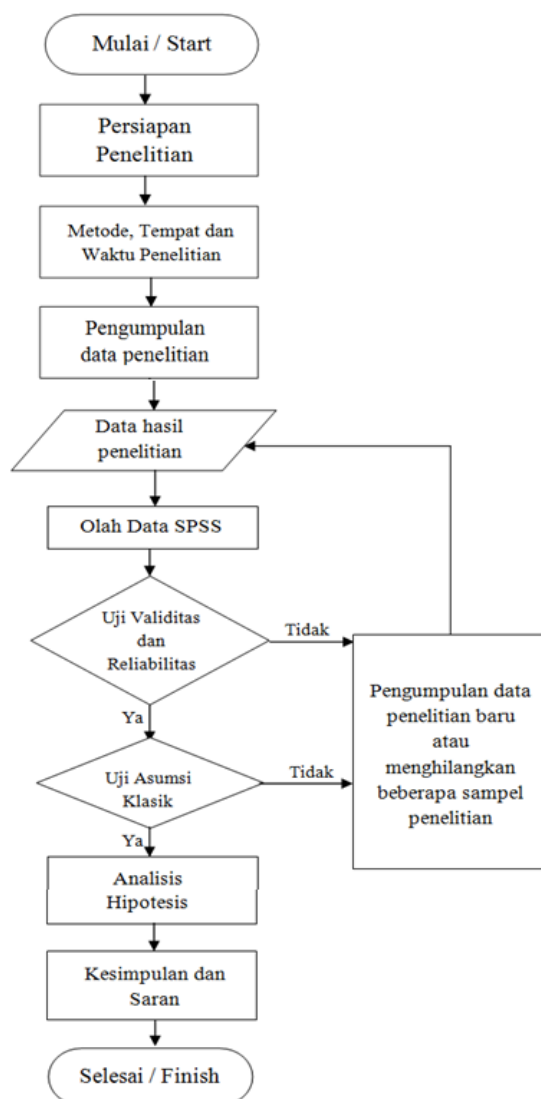 Mulai / Start
Persiapan
Penelitian
Metode, Tempat dan
Waktu Penelitian
Pengumpulan
data penelitian
Data hasil
penelitian
Olah Data SPSS
Uji Validitas
dan
Reliabilitas
Tidak
Ya
Pengumpulan data
penelitian baru
atau
menghilangkan
beberapa sampel
penelitian
Uji Asumsi
Klasik
Tidak
Ya
Analisis
Hipotesis
Kesimpulan dan
Saran
Selesai / Finish